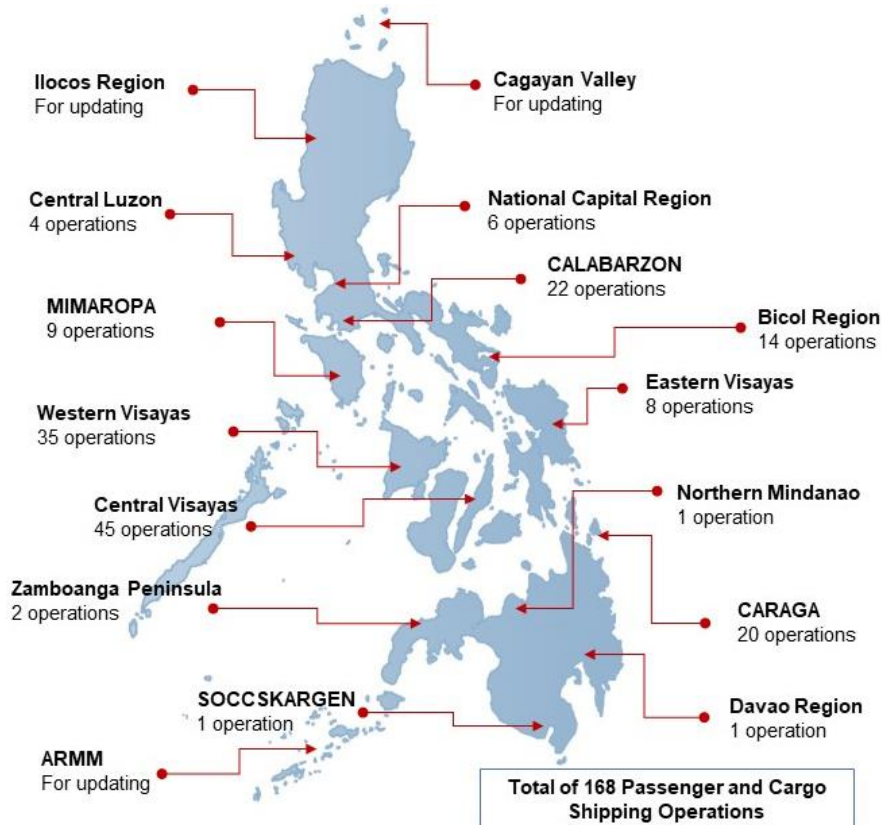 Ilocos Region
For updating
Cagayan Valley
For updating
Central Luzon
4 operations
National Capital Region
6 operations
CALABARZON
22 operations
MIMAROPA
9 operations
Bicol Region
14 operations
Eastern Visayas
8 operations
Western Visayas
35 operations
Central Visayas
45 operations
Northern Mindanao
1 operation
Zamboanga Peninsula
2 operations
CARAGA
20 operations
SOCCSKARGEN
1 operation
Davao Region
1 operation
ARMM
For updating
Total of 168 Passenger and Cargo
Shipping Operations